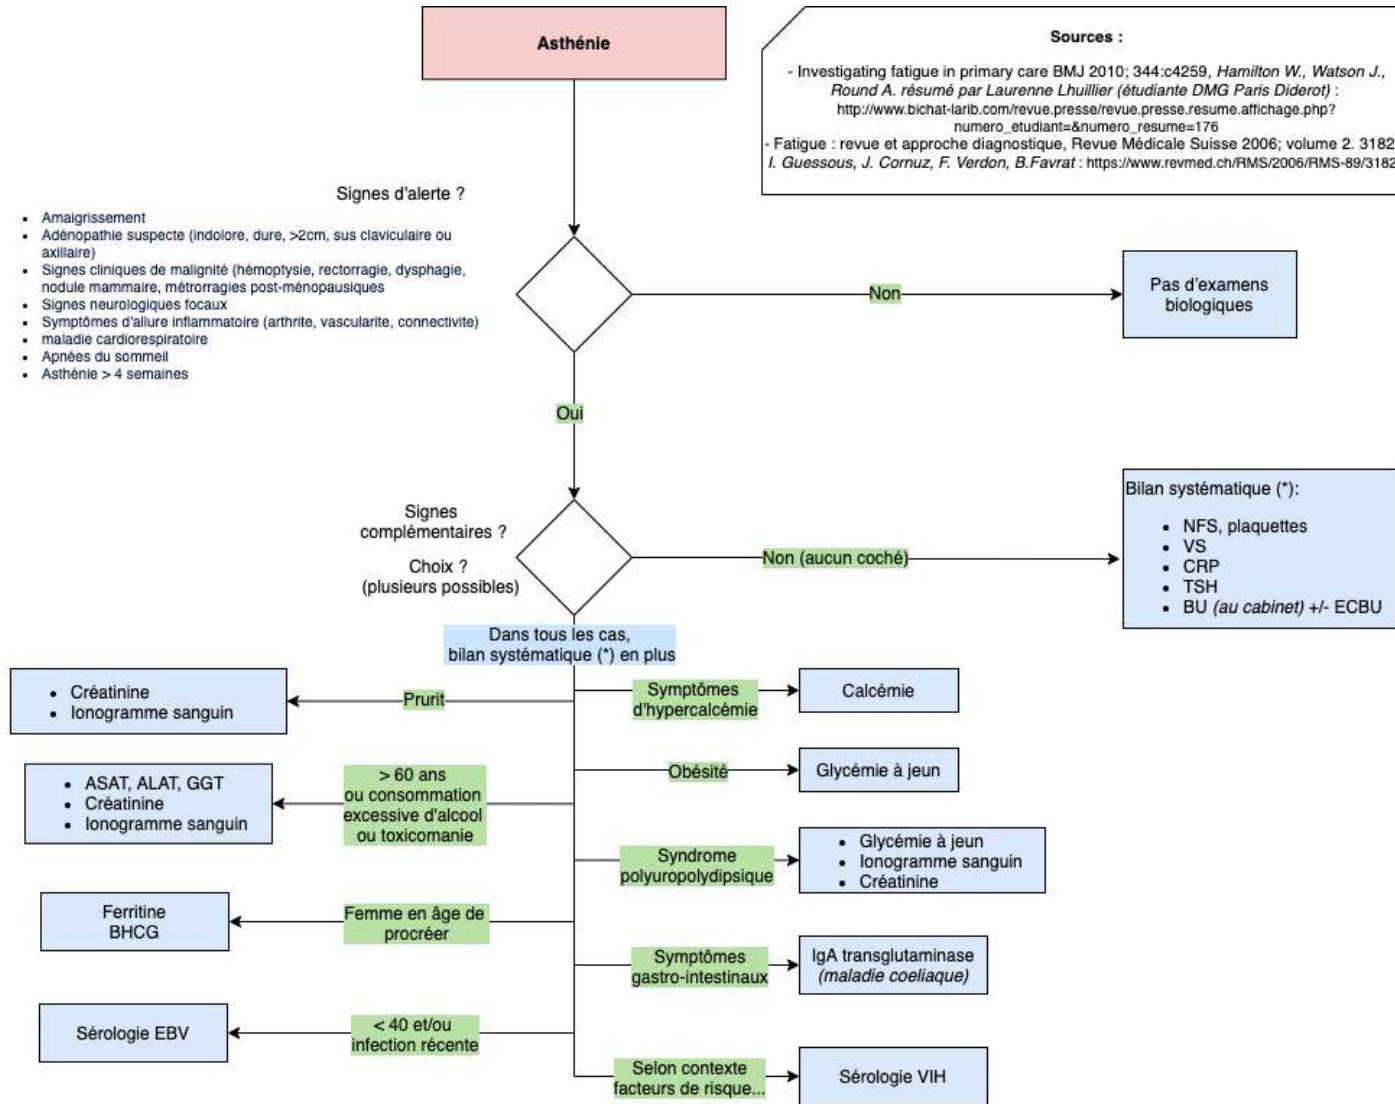 Asthénie
Sources :
- Investigating fatigue in primary care BMJ 2010; 344:c4259, Hamilton W., Watson J.,
Round A. résumé par Laurenne Lhuillier (étudiante DMG Paris Diderot) :
http://www.bichat-larib.com/revue.presse/revue.presse.resume.affichage.php?
numero_etudiant=&numero_resume=176
- Fatigue : revue et approche diagnostique, Revue Médicale Suisse 2006; volume 2. 3182
I. Guessous, J. Cornuz, F. Verdon, B.Favrat : https://www.revmed.ch/RMS/2006/RMS-89/3182
Signes d'alerte ?
• Amaigrissement
• Adénopathie suspecte (indolore, dure, >2cm, sus claviculaire ou
axillaire)
• Signes cliniques de malignité (hémoptysie, rectorragie, dysphagie,
nodule mammaire, métrorragies post-ménopausiques
• Signes neurologiques focaux
• Symptômes d'allure inflammatoire (arthrite, vascularite, connectivite)
• maladie cardiorespiratoire
• Apnées du sommeil
• Asthénie > 4 semaines
Non
Pas d'examens
biologiques
Oui
Signes
complémentaires ?
Choix ?
(plusieurs possibles)
Non (aucun coché)
Bilan systématique (*):
• NFS, plaquettes
• VS
• CRP
• TSH
• BU (au cabinet) +/- ECBU
Dans tous les cas,
bilan systématique (*) en plus
Prurit
• Créatinine
• Ionogramme sanguin
Symptômes
d'hypercalcémie
Calcémie
> 60 ans
ou consommation
excessive d'alcool
ou toxicomanie
• ASAT, ALAT, GGT
• Créatinine
• Ionogramme sanguin
Obésité
Glycémie à jeun
Syndrome
polyuropolydipsique
• Glycémie à jeun
• Ionogramme sanguin
• Créatinine
Femme en âge de
procréer
Ferritine
BHCG
Symptômes
gastro-intestinaux
IgA transglutaminase
(maladie coeliaque)
< 40 et/ou
infection récente
Sérologie EBV
Selon contexte
facteurs de risque...
Sérologie VIH